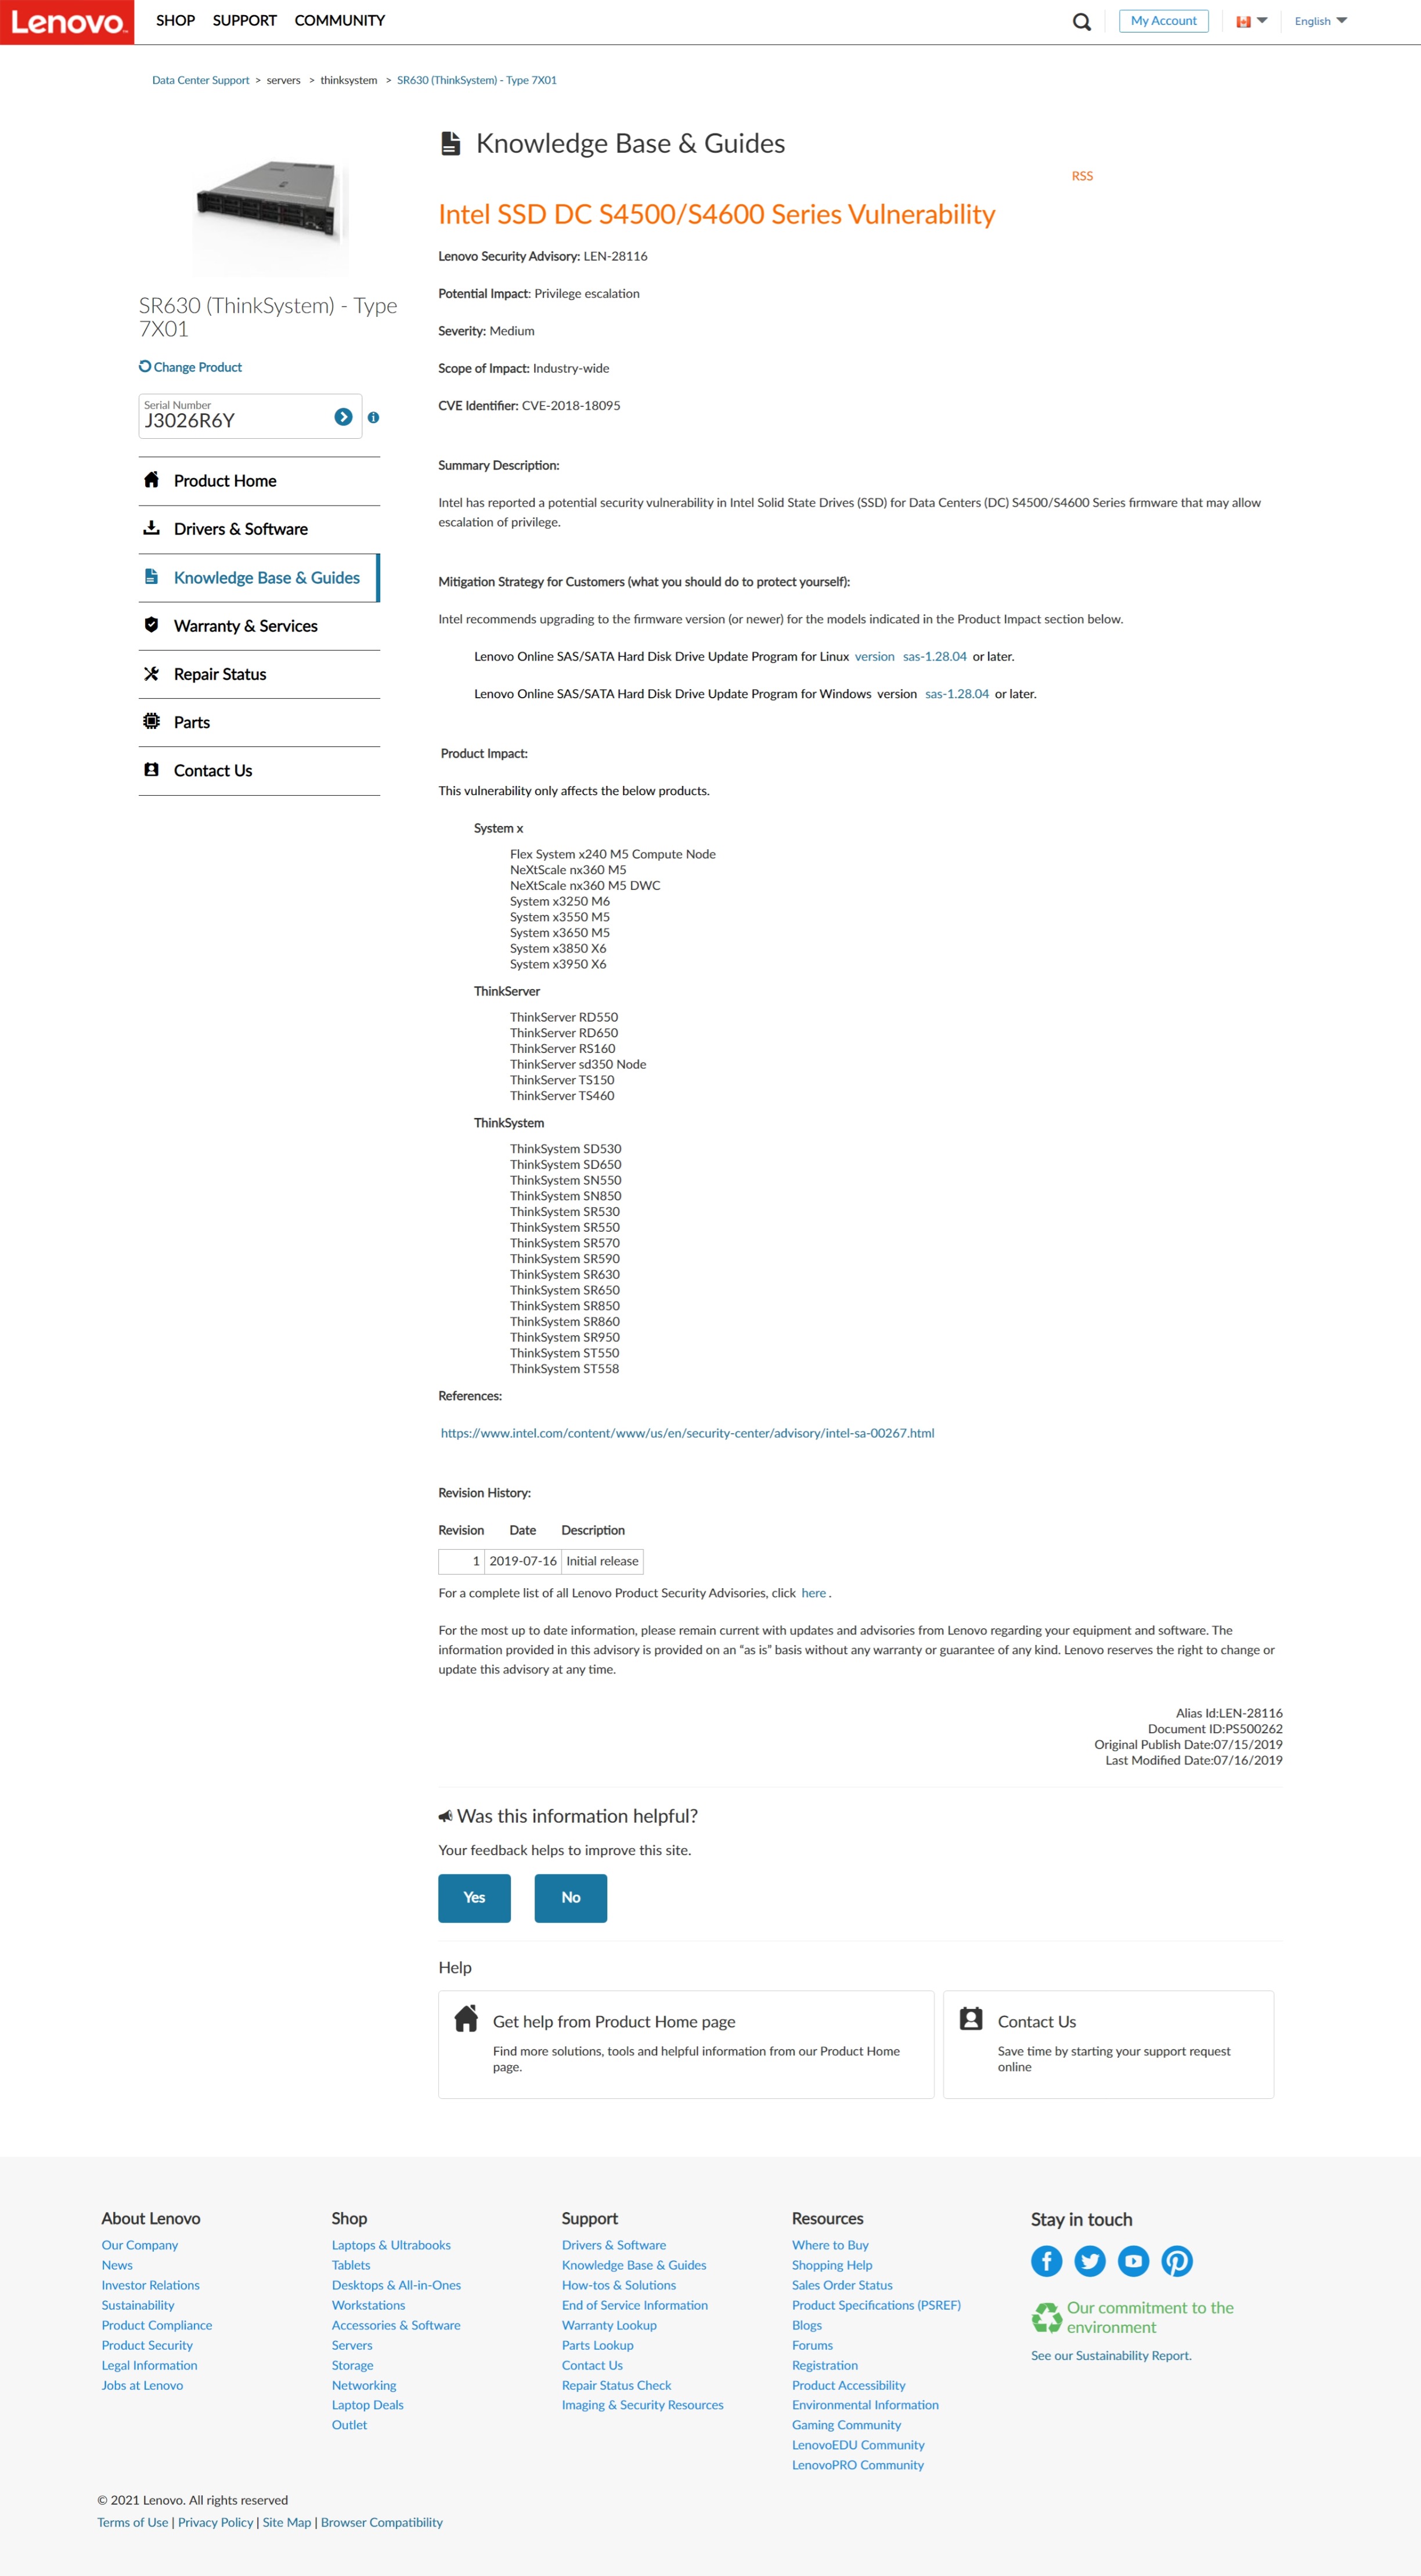 Lenovo
SHOP SUPPORT COMMUNITY
My Account
English
Data Center Support > servers > thinksystem > SR630 (ThinkSystem) - Type 7X01
SR630 (ThinkSystem) - Type
7X01
Change Product
Serial Number
J3026R6Y
Product Home
Drivers & Software
Knowledge Base & Guides
Warranty & Services
Repair Status
Parts
Contact Us
Knowledge Base & Guides
RSS
Intel SSD DC S4500/S4600 Series Vulnerability
Lenovo Security Advisory: LEN-28116
Potential Impact: Privilege escalation
Severity: Medium
Scope of Impact: Industry-wide
CVE Identifier: CVE-2018-18095
Summary Description:
Intel has reported a potential security vulnerability in Intel Solid State Drives (SSD) for Data Centers (DC) S4500/S4600 Series firmware that may allow
escalation of privilege.
Mitigation Strategy for Customers (what you should do to protect yourself):
Intel recommends upgrading to the firmware version (or newer) for the models indicated in the Product Impact section below.
Lenovo Online SAS/SATA Hard Disk Drive Update Program for Linux version sas-1.28.04 or later.
Lenovo Online SAS/SATA Hard Disk Drive Update Program for Windows version sas-1.28.04 or later.
Product Impact:
This vulnerability only affects the below products.
System x
Flex System x240 M5 Compute Node
NeXtScale nx360 M5
NeXtScale nx360 M5 DWC
System x3250 M6
System x3550 M5
System x3650 M5
System x3850 X6
System x3950 X6
ThinkServer
ThinkServer RD550
ThinkServer RD650
ThinkServer RS160
ThinkServer sd350 Node
ThinkServer TS150
ThinkServer TS460
ThinkSystem
ThinkSystem SD530
ThinkSystem SD650
ThinkSystem SN550
ThinkSystem SN850
ThinkSystem SR530
ThinkSystem SR550
ThinkSystem SR570
ThinkSystem SR590
ThinkSystem SR630
ThinkSystem SR650
ThinkSystem SR850
ThinkSystem SR860
ThinkSystem SR950
ThinkSystem ST550
ThinkSystem ST558
References:
https://www.intel.com/content/www/us/en/security-center/advisory/intel-sa-00267.html
Revision History:
Revision Date Description
1 2019-07-16 Initial release
For a complete list of all Lenovo Product Security Advisories, click here .
For the most up to date information, please remain current with updates and advisories from Lenovo regarding your equipment and software. The
information provided in this advisory is provided on an “as is” basis without any warranty or guarantee of any kind. Lenovo reserves the right to change or
update this advisory at any time.
Alias Id:LEN-28116
Document ID:PS500262
Original Publish Date:07/15/2019
Last Modified Date:07/16/2019
Was this information helpful?
Your feedback helps to improve this site.
Yes No
Help
Get help from Product Home page
Find more solutions, tools and helpful information from our Product Home
page.
Contact Us
Save time by starting your support request
online
About Lenovo
Our Company
News
Investor Relations
Sustainability
Product Compliance
Product Security
Legal Information
Jobs at Lenovo
Shop
Laptops & Ultrabooks
Tablets
Desktops & All-in-Ones
Workstations
Accessories & Software
Servers
Storage
Networking
Laptop Deals
Outlet
Support
Drivers & Software
Knowledge Base & Guides
How-tos & Solutions
End of Service Information
Warranty Lookup
Parts Lookup
Contact Us
Repair Status Check
Imaging & Security Resources
Resources
Where to Buy
Shopping Help
Sales Order Status
Product Specifications (PSREF)
Blogs
Forums
Registration
Product Accessibility
Environmental Information
Gaming Community
LenovoEDU Community
LenovoPRO Community
Stay in touch
Our commitment to the
environment
See our Sustainability Report.
© 2021 Lenovo. All rights reserved
Terms of Use | Privacy Policy | Site Map | Browser Compatibility